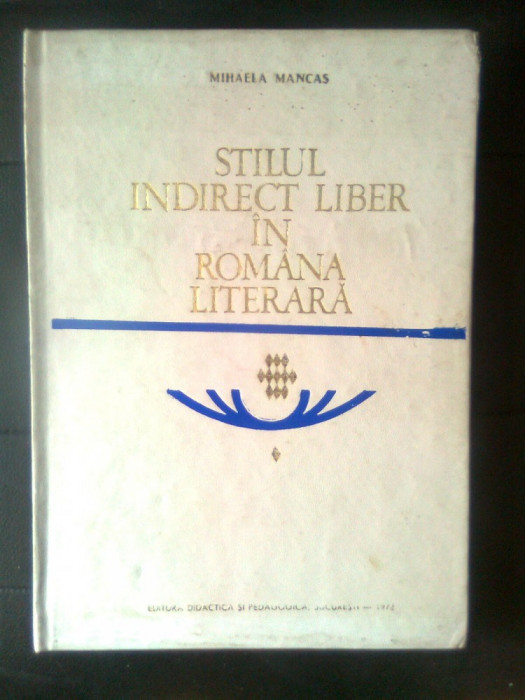 MIHAELA MANCAȘ
STILUL
INDIRECT LIBER
ÎN
ROMÂNA
LITERARĂ
EDITURA DIDACTICĂ ȘI PEDAGOGICĂ, BUCUREȘTI — 1972